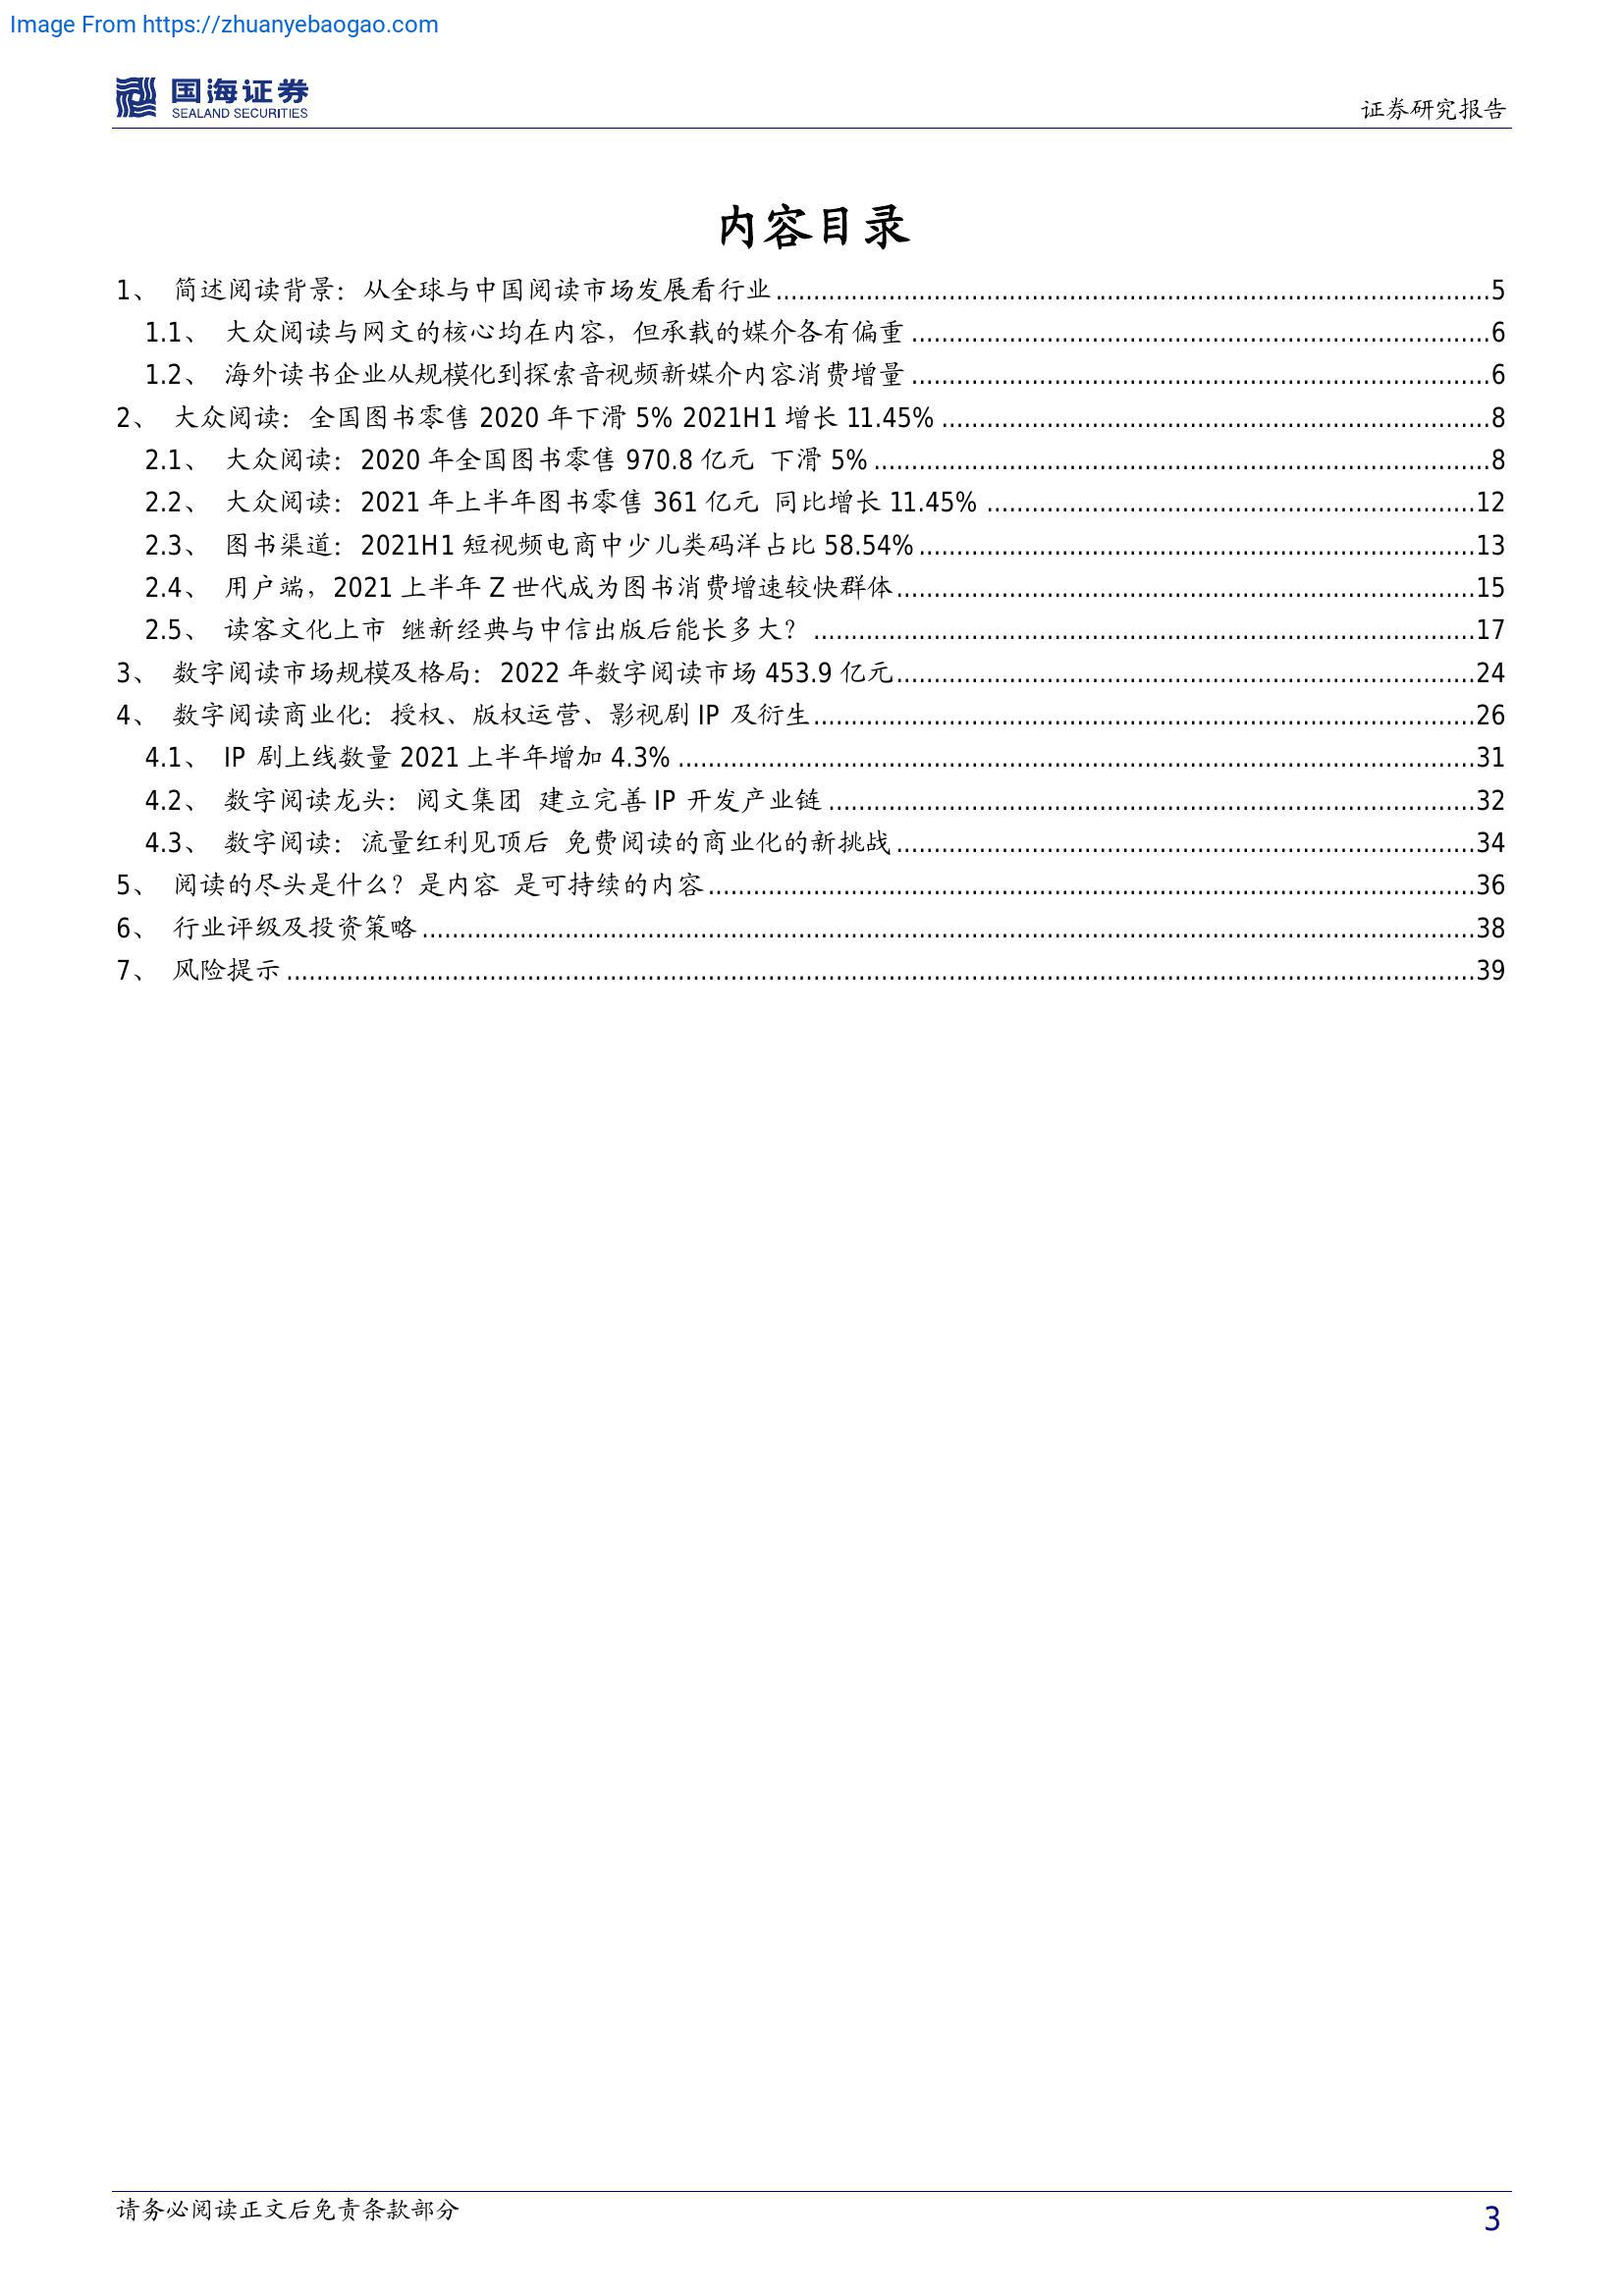 Image From https://zhuanyebaogao.com
国海证券
SEALAND SECURITIES
证券研究报告
内容目录
1、 简述阅读背景：从全球与中国阅读市场发展看行业 5
1.1、 大众阅读与网文的核心均在内容，但承载的媒介各有偏重 6
1.2、 海外读书企业从规模化到探索音视频新媒介内容消费增量 6
2、 大众阅读：全国图书零售 2020 年下滑 5% 2021H1 增长 11.45% 8
2.1、 大众阅读：2020 年全国图书零售 970.8 亿元 下滑 5% 8
2.2、 大众阅读：2021 年上半年图书零售 361 亿元 同比增长 11.45% 12
2.3、 图书渠道：2021H1 短视频电商中少儿类码洋占比 58.54% 13
2.4、 用户端，2021 上半年 Z 世代成为图书消费增速较快群体 15
2.5、 读客文化上市 继新经典与中信出版后能长多大？ 17
3、 数字阅读市场规模及格局：2022 年数字阅读市场 453.9 亿元 24
4、 数字阅读商业化：授权、版权运营、影视剧 IP 及衍生 26
4.1、 IP 剧上线数量 2021 上半年增加 4.3% 31
4.2、 数字阅读龙头：阅文集团 建立完善 IP 开发产业链 32
4.3、 数字阅读：流量红利见顶后 免费阅读的商业化的新挑战 34
5、 阅读的尽头是什么？是内容 是可持续的内容 36
6、 行业评级及投资策略 38
7、 风险提示 39
请务必阅读正文后免责条款部分
3